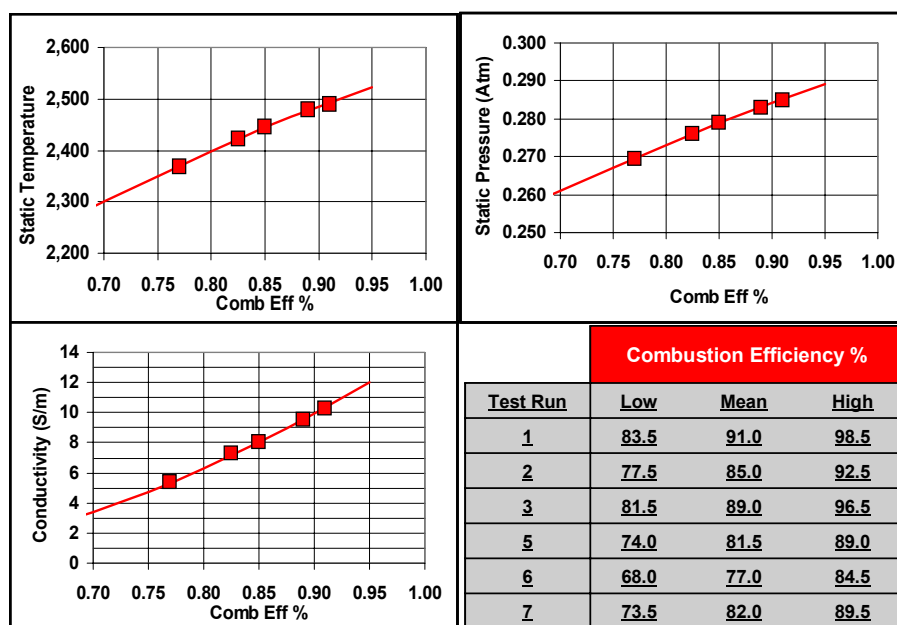 2,600
2,500
2,400
2,300
2,200
Static Temperature
0.70 0.75 0.80 0.85 0.90 0.95 1.00
Comb Eff %
0.300
0.290
0.280
0.270
0.260
0.250
Static Pressure (Atm)
0.70 0.75 0.80 0.85 0.90 0.95 1.00
Comb Eff %
14
12
10
8
6
4
2
0
Conductivity (S/m)
0.70 0.75 0.80 0.85 0.90 0.95 1.00
Comb Eff %
Combustion Efficiency %
Test Run Low Mean High
1 83.5 91.0 98.5
2 77.5 85.0 92.5
3 81.5 89.0 96.5
5 74.0 81.5 89.0
6 68.0 77.0 84.5
7 73.5 82.0 89.5